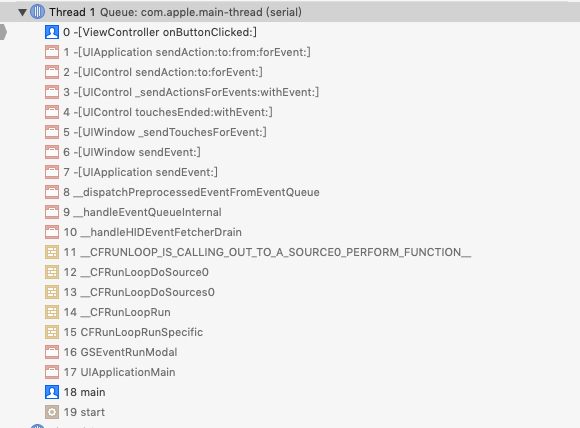 Thread 1 Queue: com.apple.main-thread (serial)
0 -[ViewController onButtonClicked:]
1 -[UIApplication sendAction:to:from:forEvent:]
2 -[UIControl sendAction:to:forEvent:]
3 -[UIControl _sendActionsForEvents:withEvent:]
4 -[UIControl touchesEnded:withEvent:]
5 -[UIWindow _sendTouchesForEvent:]
6 -[UIWindow sendEvent:]
7 -[UIApplication sendEvent:]
8 __dispatchPreprocessedEventFromEventQueue
9 __handleEventQueueInternal
10 __handleHIDEventFetcherDrain
11 __CFRUNLOOP_IS_CALLING_OUT_TO_A_SOURCE0_PERFORM_FUNCTION__
12 __CFRunLoopDoSource0
13 __CFRunLoopDoSources0
14 __CFRunLoopRun
15 CFRunLoopRunSpecific
16 GSEventRunModal
17 UIApplicationMain
18 main
19 start